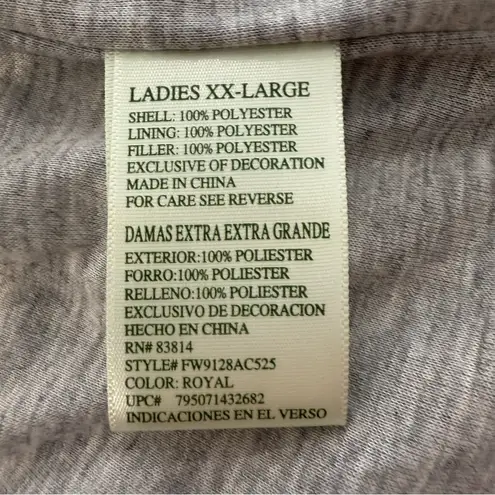 LADIES XX-LARGE
SHELL: 100% POLYESTER
LINING: 100% POLYESTER
FILLER: 100% POLYESTER
EXCLUSIVE OF DECORATION
MADE IN CHINA
FOR CARE SEE REVERSE
DAMAS EXTRA EXTRA GRANDE
EXTERIOR:100% POLIESTER
FORRO:100% POLIESTER
RELLENO:100% POLIESTER
EXCLUSIVO DE DECORACION
HECHO EN CHINA
RN# 83814
STYLE# FW9128AC525
COLOR: ROYAL
UPC# 795071432682
INDICACIONES EN EL VERSO